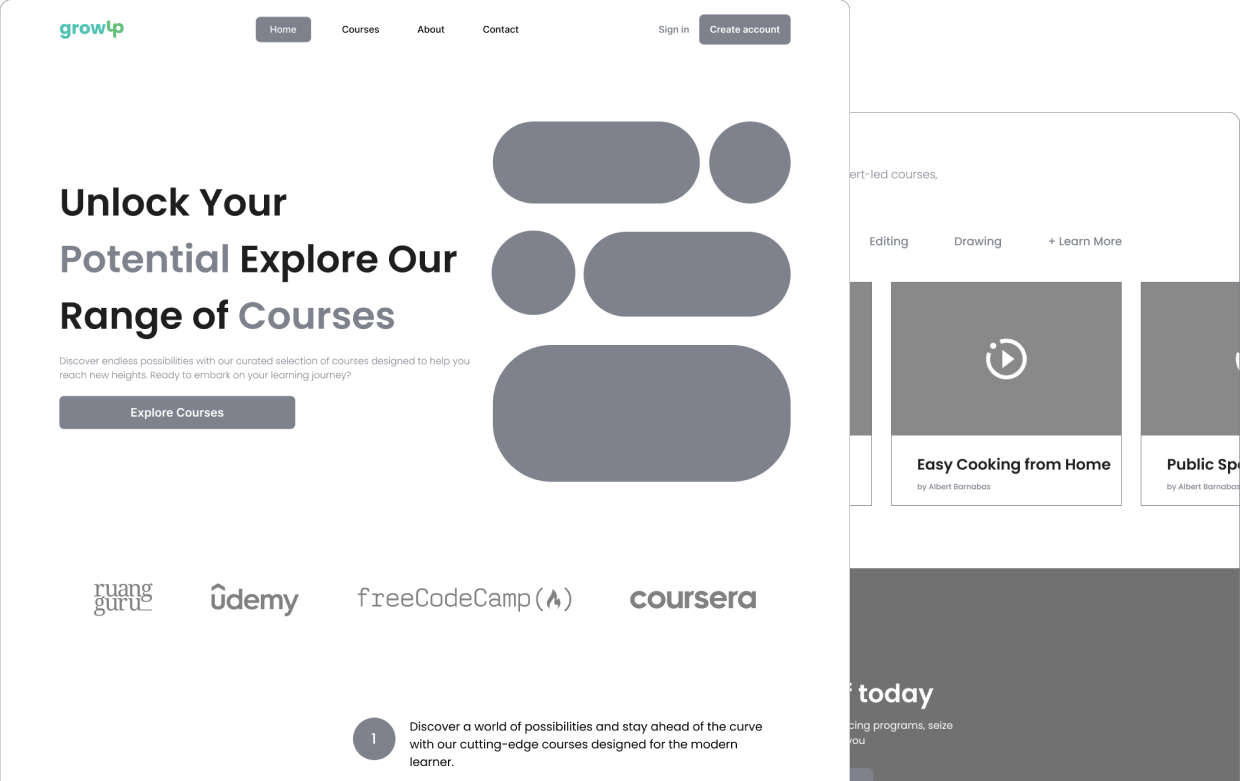 growUp
Home
Courses
About
Contact
Sign in
Create account
Unlock Your
Potential Explore Our
Range of Courses
Discover endless possibilities with our curated selection of courses designed to help you
reach new heights. Ready to embark on your learning journey?
Explore Courses
ruang
guru
ûdemy
freeCodeCamp(🔥)
coursera
1
Discover a world of possibilities and stay ahead of the curve
with our cutting-edge courses designed for the modern
learner.
ert-led courses,
Editing
Drawing
+ Learn More
Easy Cooking from Home
by Albert Barnabas
Public Spe
by Albert Barnabas
today
cing programs, seize
you